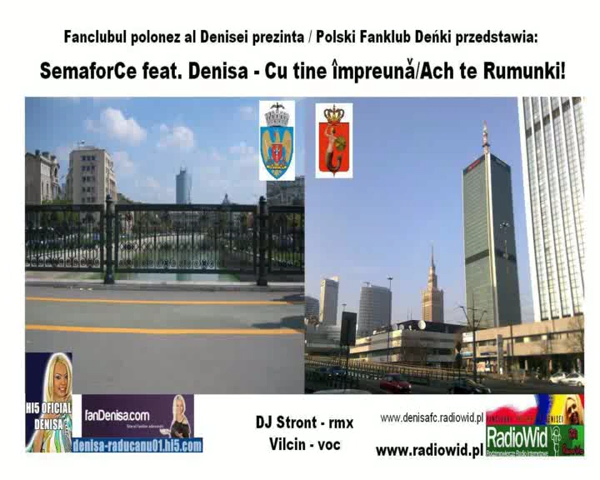 Fanclubul polonez al Denisei prezinta / Polski Fanklub Deńki przedstawia:
SemaforCe feat. Denisa - Cu tine împreună/Ach te Rumunki!
HI5 OFICIAL
DENISA
fanDenisa.com
denisa-raducanu01.hi5.com
DJ Stront - rmx
Vilcin - voc
www.denisafc.radiowid.pl
www.radiowid.pl
RadioWid